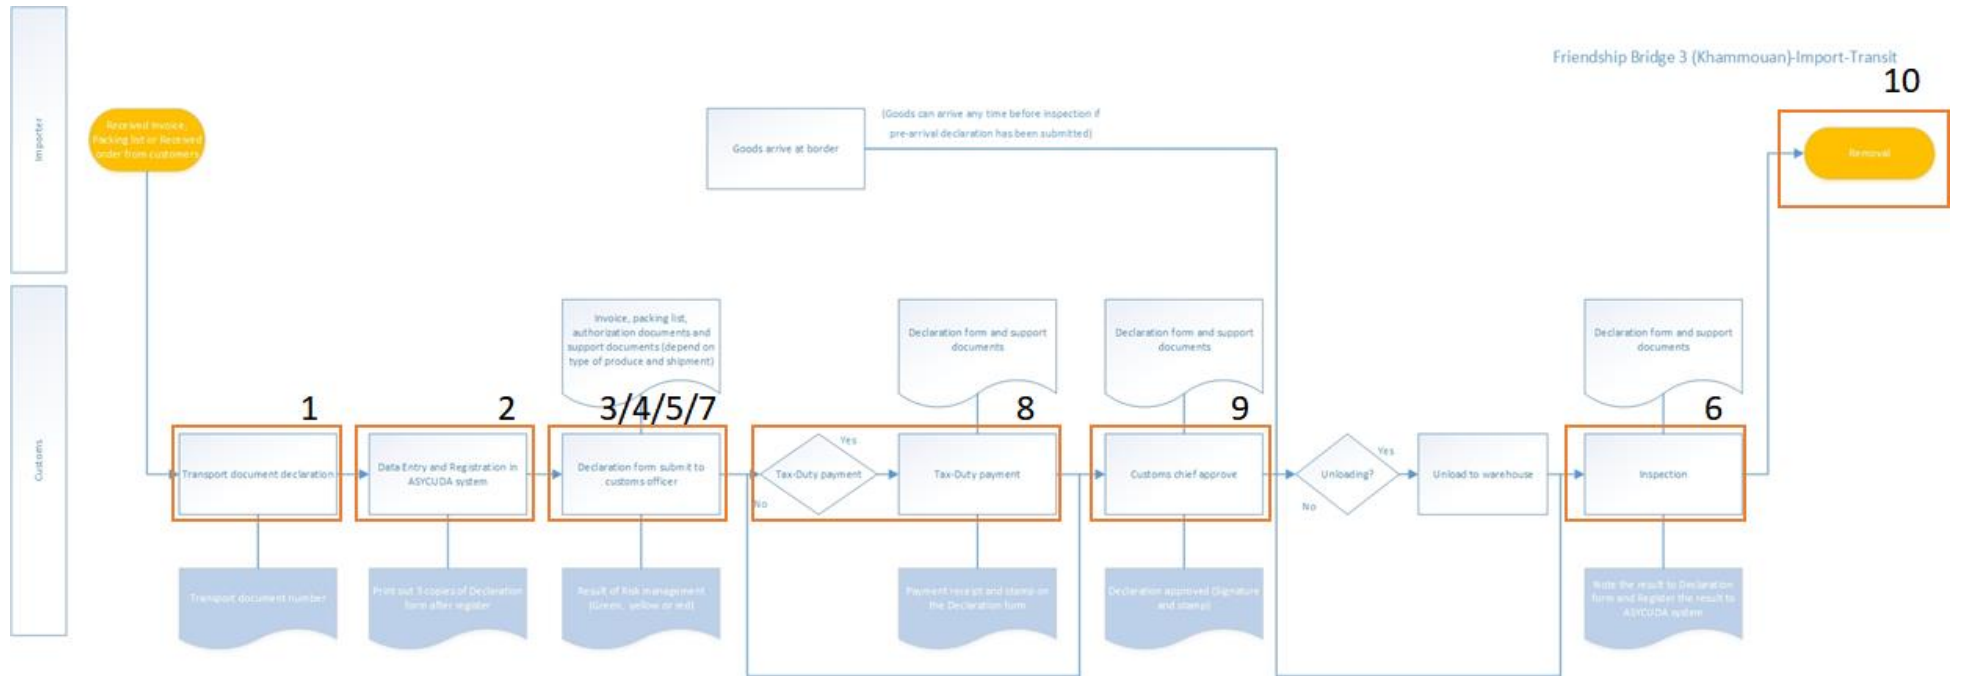 Friendship Bridge 3 (Khammouan)-Import-Transit
10
Importer
Received Invoice,
Packing list or Received
order from customers
Goods arrive at border
(Goods can arrive any time before inspection if
pre-arrival declaration has been submitted)
Removal
Customs
Invoice, packing list,
authorization documents and
support documents (depend on
type of produce and shipment)
Declaration form and support
documents
Declaration form and support
documents
Declaration form and support
documents
1
2
3/4/5/7
8
9
6
Transport document declaration
Data Entry and Registration in
ASYCUDA system
Declaration form submit to
customs officer
Tax-Duty payment
Yes
No
Tax-Duty payment
Customs chief approve
Unloading?
Yes
No
Unload to warehouse
Inspection
Transport document number
Print out 3 copies of Declaration
form after register
Result of Risk management
(Green, yellow or red)
Payment receipt and stamp on
the Declaration form
Declaration approved (Signature
and stamp)
Note the result to Declaration
form and Register the result to
ASYCUDA system